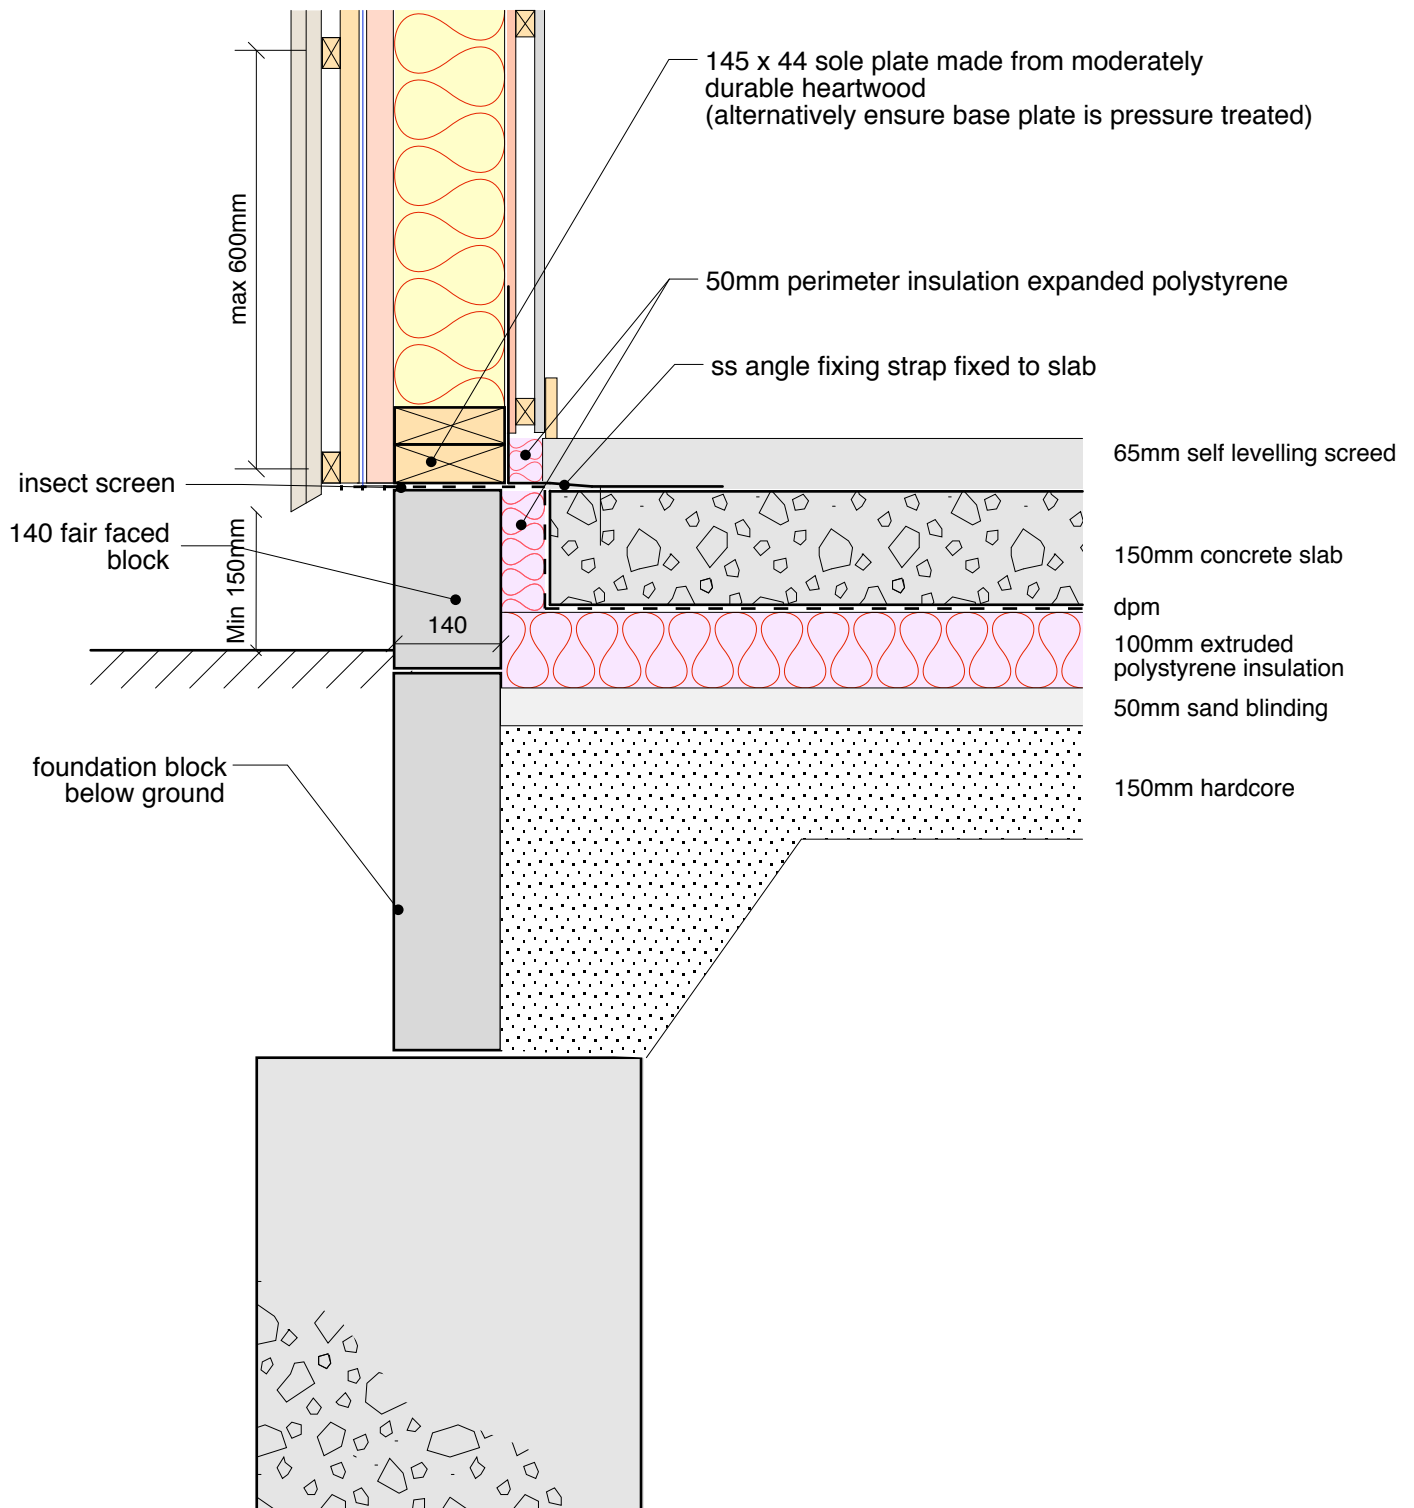 145 x 44 sole plate made from moderately
durable heartwood
(alternatively ensure base plate is pressure treated)
max 600mm
50mm perimeter insulation expanded polystyrene
ss angle fixing strap fixed to slab
65mm self levelling screed
insect screen
140 fair faced
block
Min 150mm
150mm concrete slab
dpm
140
100mm extruded
polystyrene insulation
50mm sand blinding
foundation block
below ground
150mm hardcore